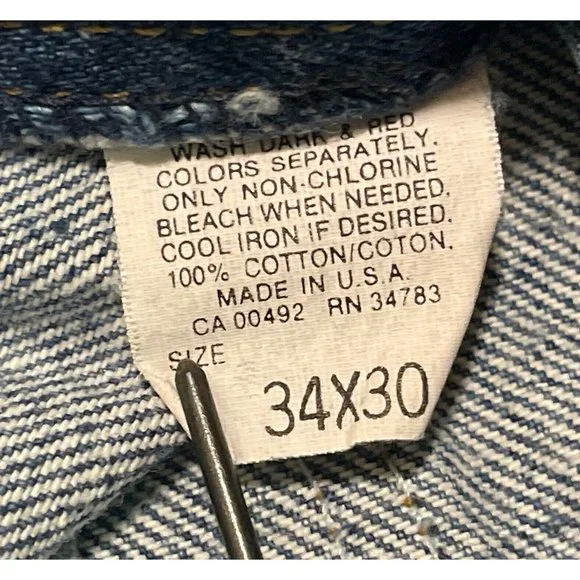 WASH DARK & RED
COLORS SEPARATELY.
ONLY NON-CHLORINE
BLEACH WHEN NEEDED.
COOL IRON IF DESIRED.
100% COTTON/COTON.
MADE IN U.S.A.
CA 00492 RN 34783
SIZE
34X30